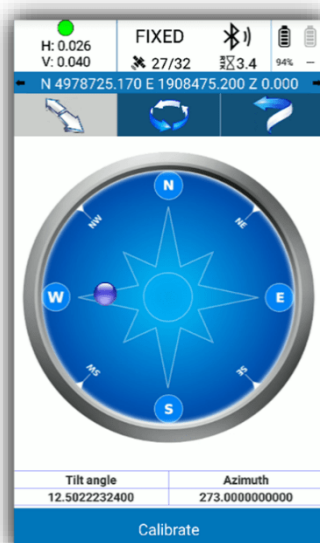 H: 0.026
V: 0.040
FIXED
27/32
RTK 3.4
94%
--
N 4978725.170 E 1908475.200 Z 0.000
N
NW
NE
W
E
SW
SE
S
Tilt angle
Azimuth
12.5022232400
273.0000000000
Calibrate